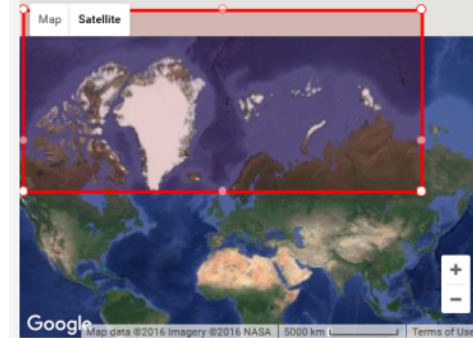 Map Satellite
+
−
Google
Map data ©2016 Imagery ©2016 NASA 5000 km Terms of Use